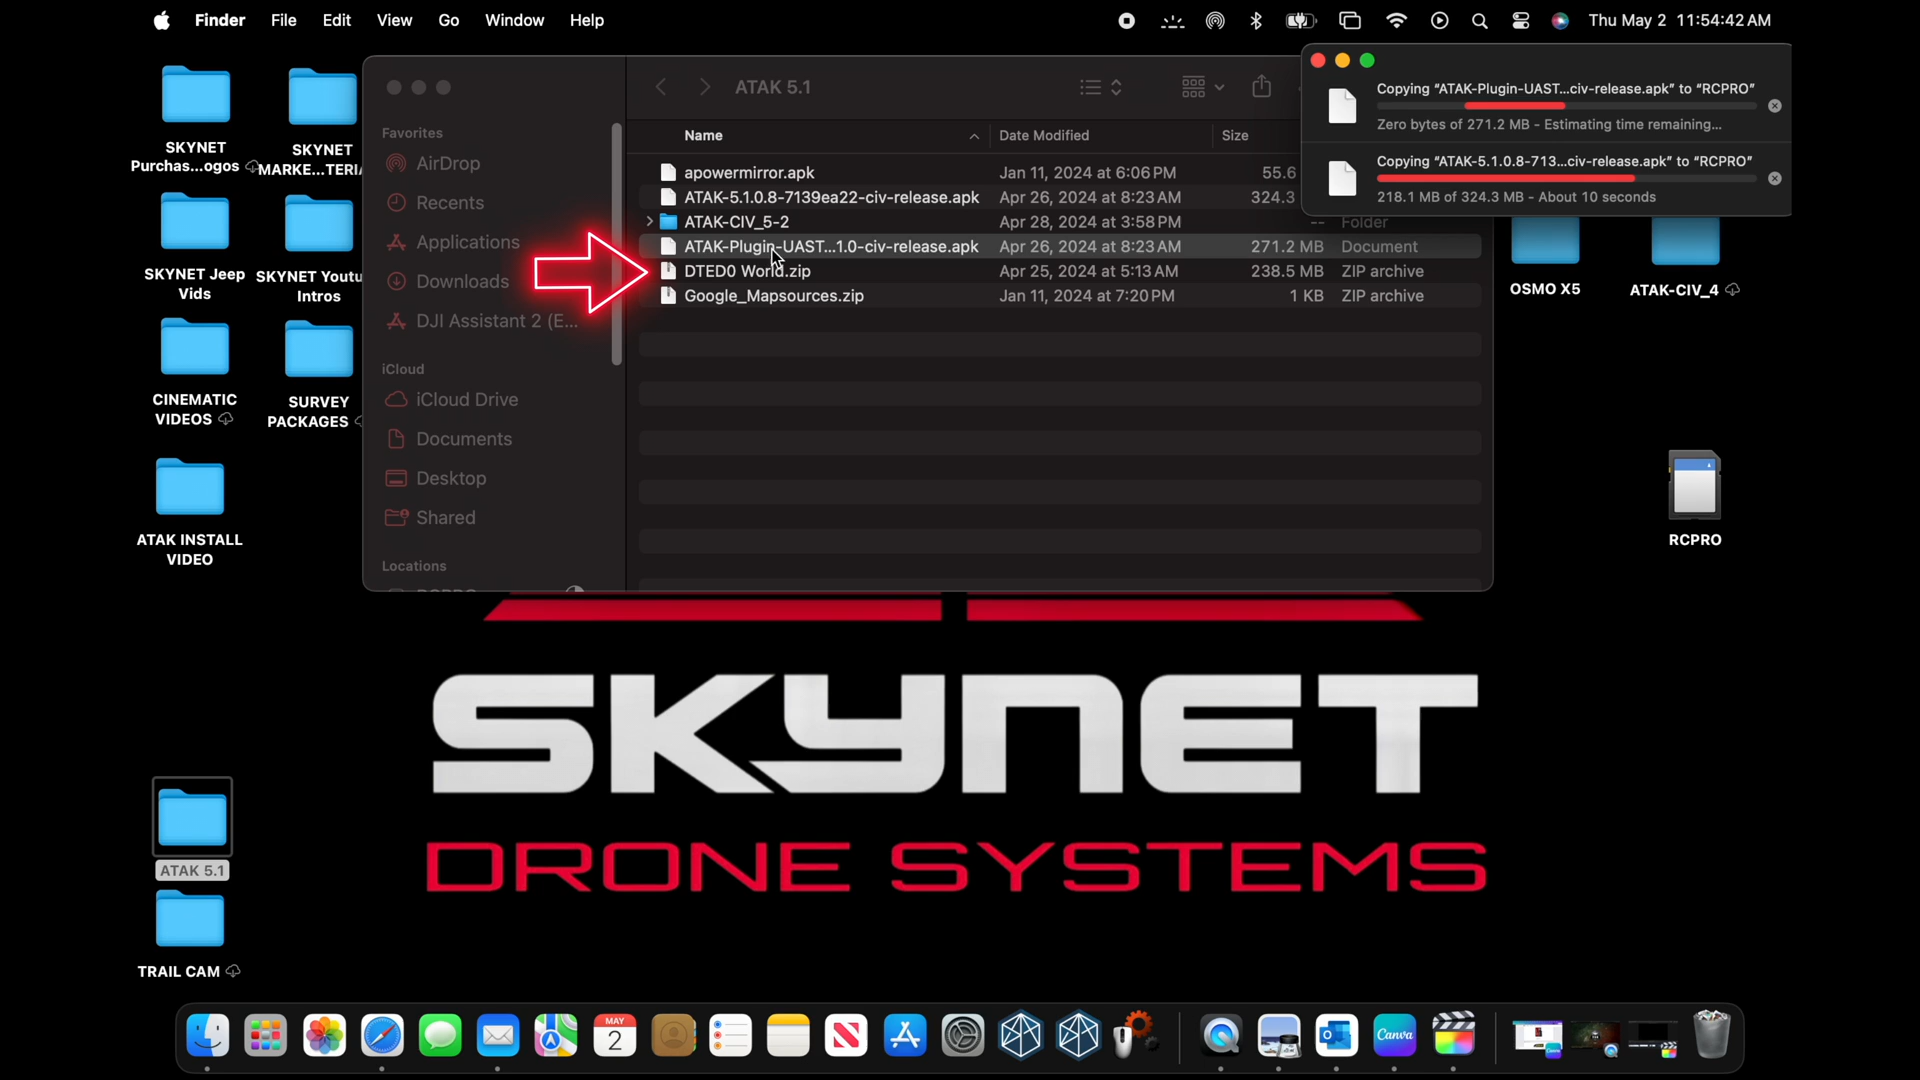 Finder File Edit View Go Window Help
Thu May 2 11:54:42 AM
SKYNET
Purchas...ogos
SKYNET
MARKE...TERI
SKYNET Jeep
Vids
SKYNET Youtu
Intros
CINEMATIC
VIDEOS
SURVEY
PACKAGES
ATAK INSTALL
VIDEO
ATAK 5.1
TRAIL CAM
Favorites
AirDrop
Recents
Applications
Downloads
DJI Assistant 2 (E...
iCloud
iCloud Drive
Documents
Desktop
Shared
Locations
ATAK 5.1
Name Date Modified Size
apowermirror.apk Jan 11, 2024 at 6:06 PM 55.6
ATAK-5.1.0.8-7139ea22-civ-release.apk Apr 26, 2024 at 8:23 AM 324.3
ATAK-CIV_5-2 Apr 28, 2024 at 3:58 PM -- Folder
ATAK-Plugin-UAST...1.0-civ-release.apk Apr 26, 2024 at 8:23 AM 271.2 MB Document
DTED0 World.zip Apr 25, 2024 at 5:13 AM 238.5 MB ZIP archive
Google_Mapsources.zip Jan 11, 2024 at 7:20 PM 1 KB ZIP archive
Copying "ATAK-Plugin-UAST...civ-release.apk" to "RCPRO"
Zero bytes of 271.2 MB - Estimating time remaining...
Copying "ATAK-5.1.0.8-713...civ-release.apk" to "RCPRO"
218.1 MB of 324.3 MB - About 10 seconds
OSMO X5
ATAK-CIV_4
RCPRO
SKYNET
DRONE SYSTEMS
MAY
2
Canva